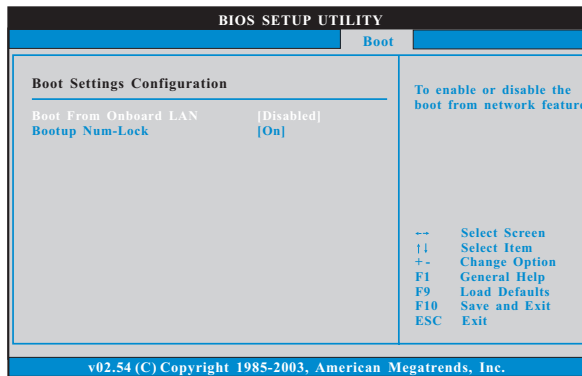 BIOS SETUP UTILITY
Boot
Boot Settings Configuration
Boot From Onboard LAN [Disabled]
Bootup Num-Lock [On]
To enable or disable the
boot from network feature
←→ Select Screen
↑↓ Select Item
+ - Change Option
F1 General Help
F9 Load Defaults
F10 Save and Exit
ESC Exit
v02.54 (C) Copyright 1985-2003, American Megatrends, Inc.